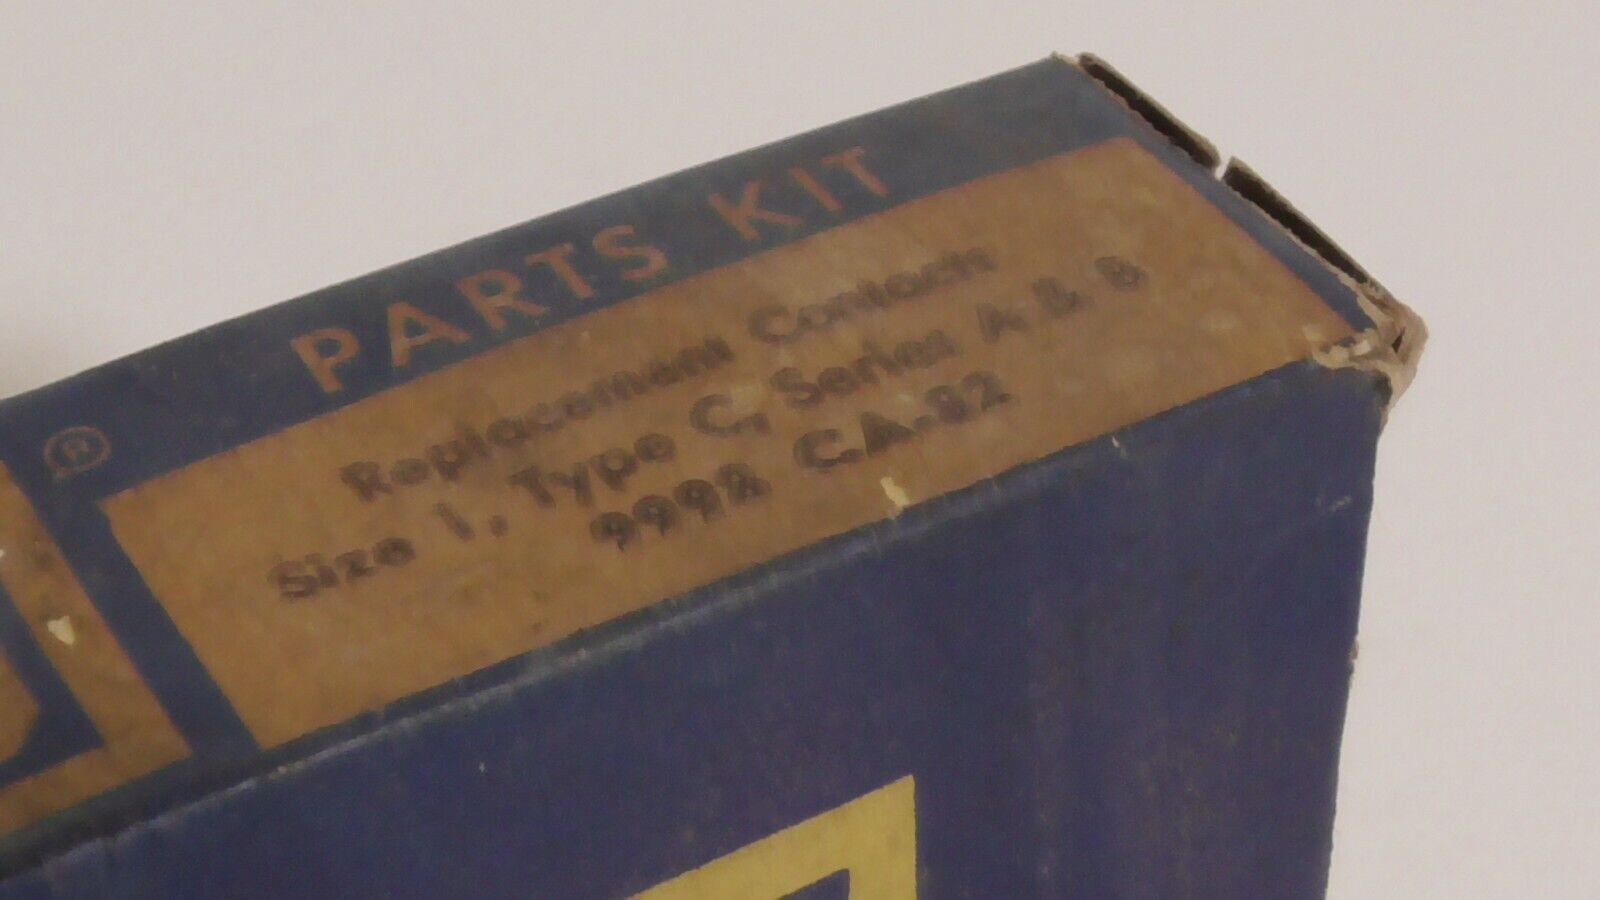 PARTS KIT
®
Replacement Contacts
Size 1, Type C, Series A & B
9998 CA-82